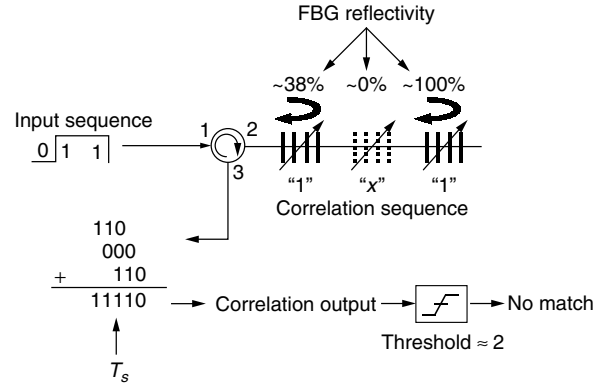 FBG reflectivity
~38% ~0% ~100%
Input sequence
0 1 1
1 2
3
“1” “x” “1”
Correlation sequence
110
000
+ 110
11110
Correlation output
No match
Threshold ≈ 2
Ts